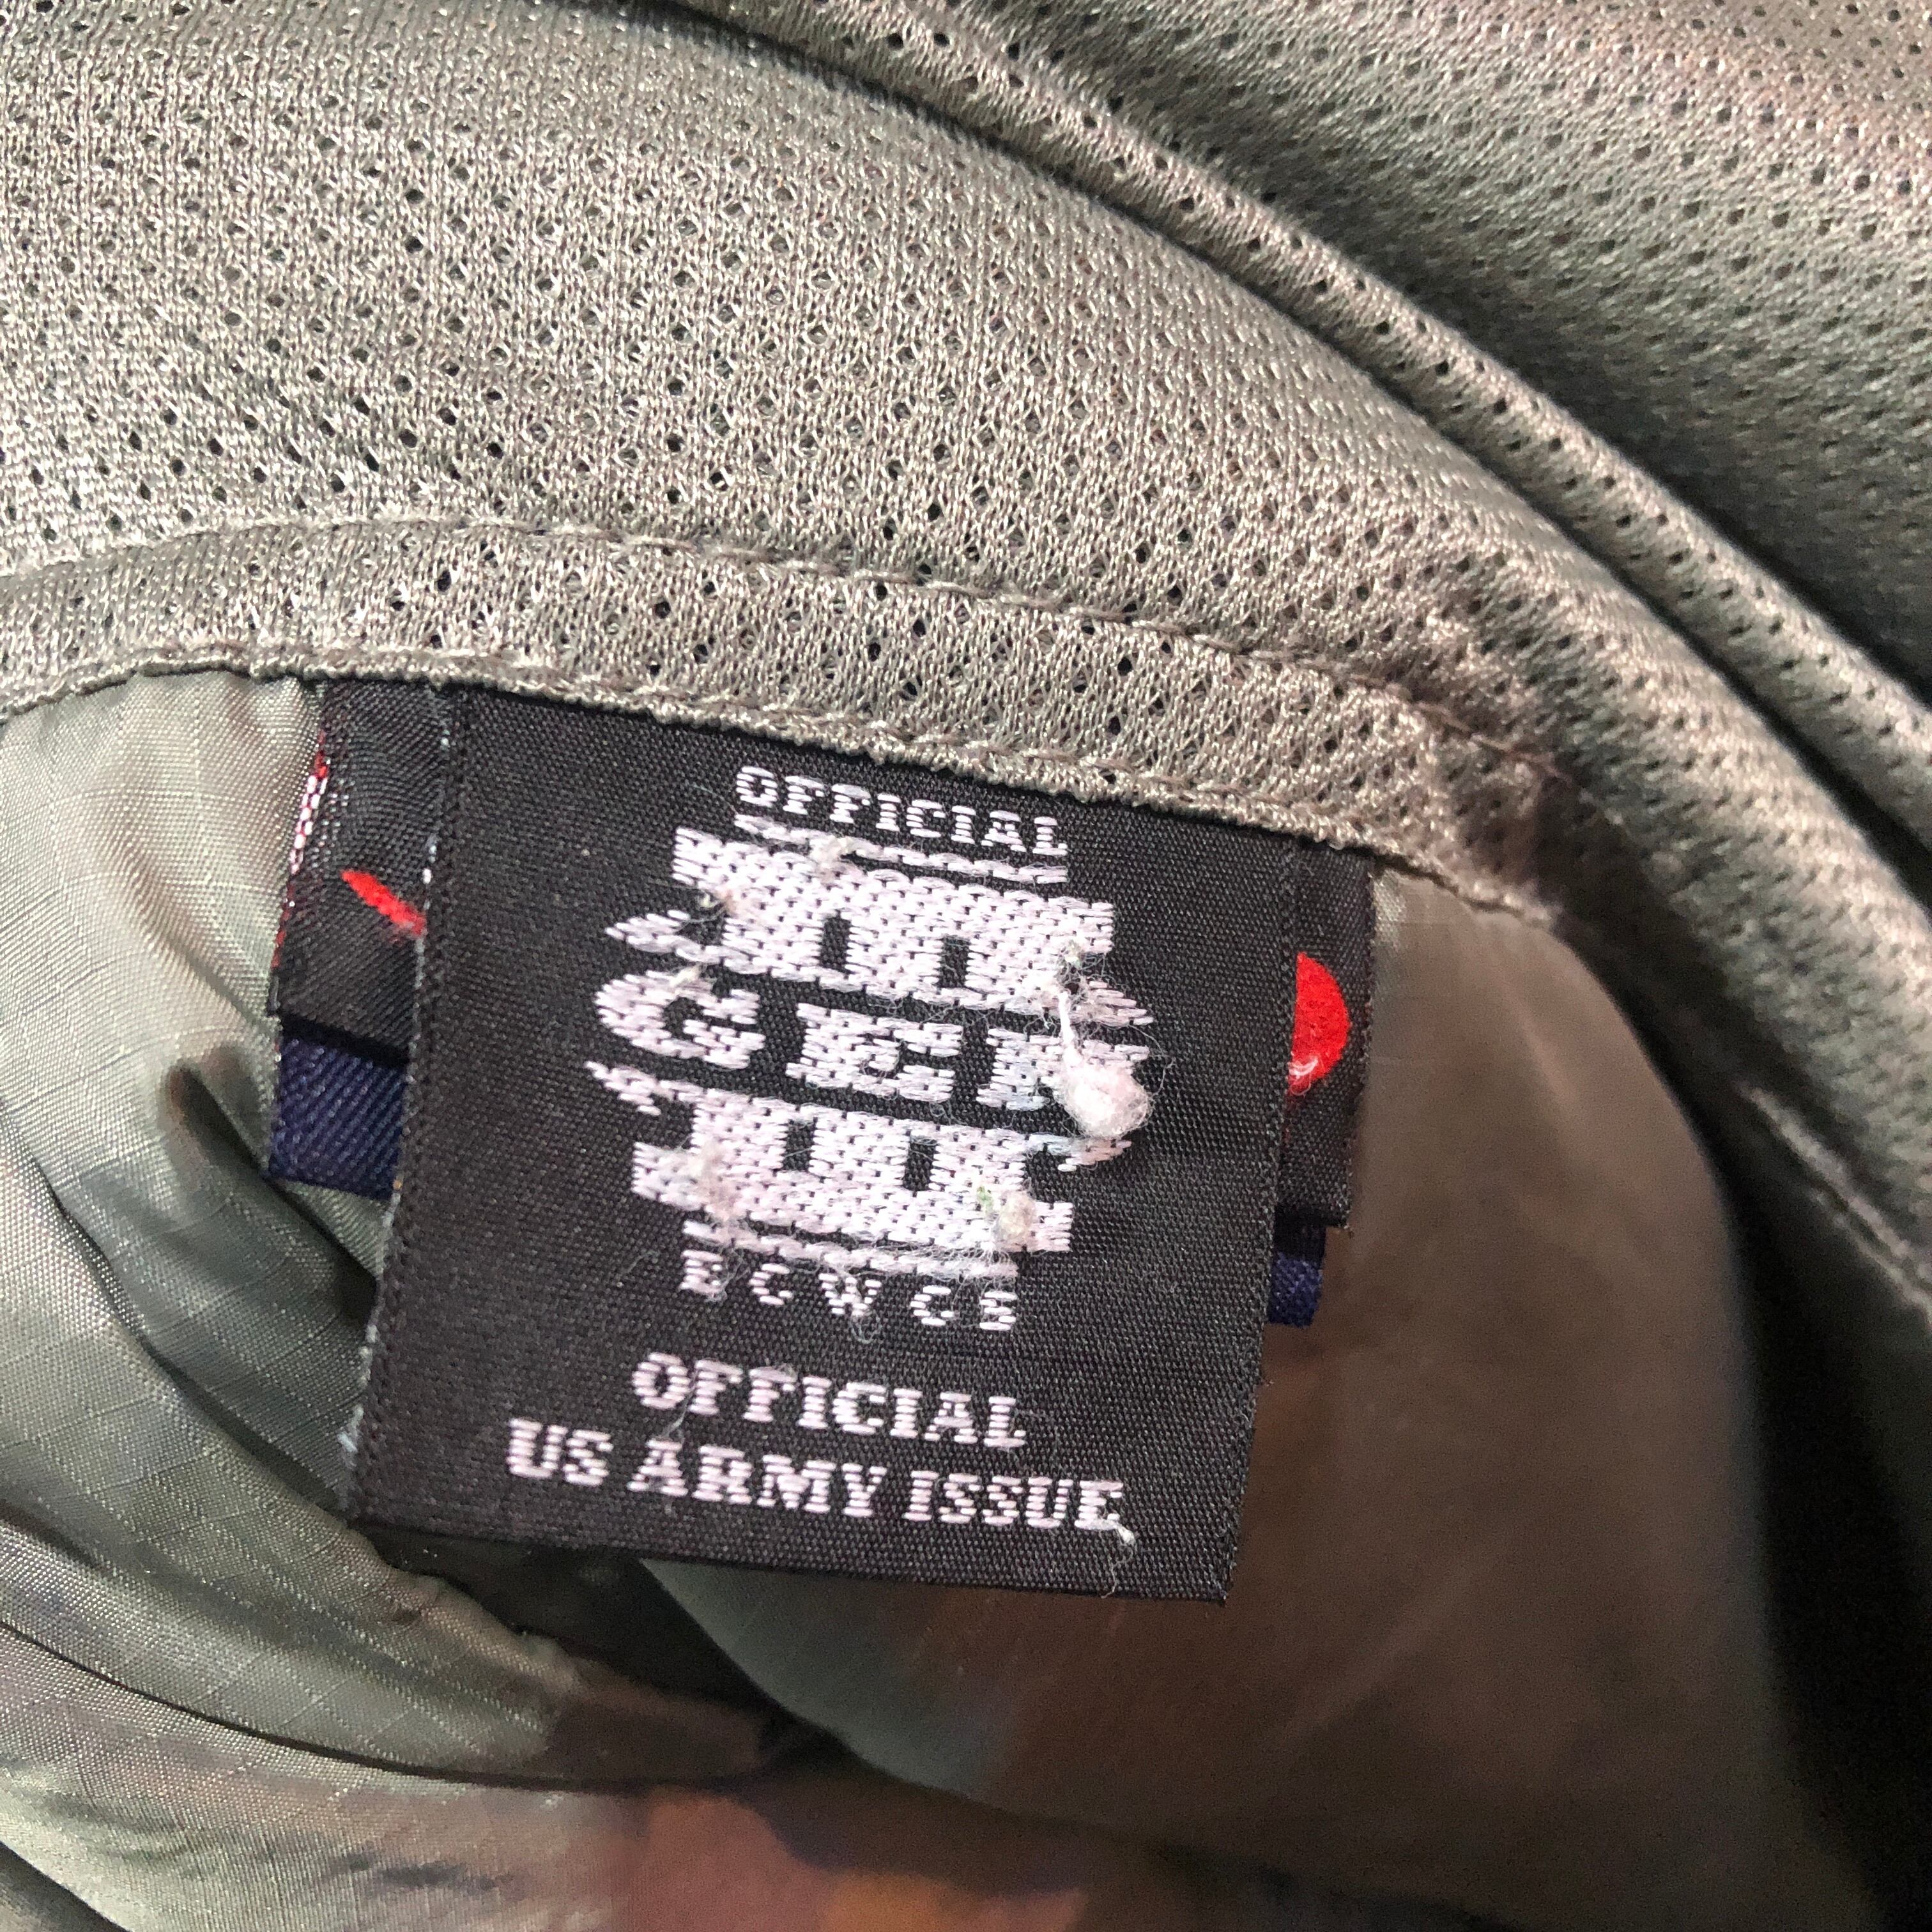 OFFICIAL
III
GEN
III
ECWCS
OFFICIAL
US ARMY ISSUE